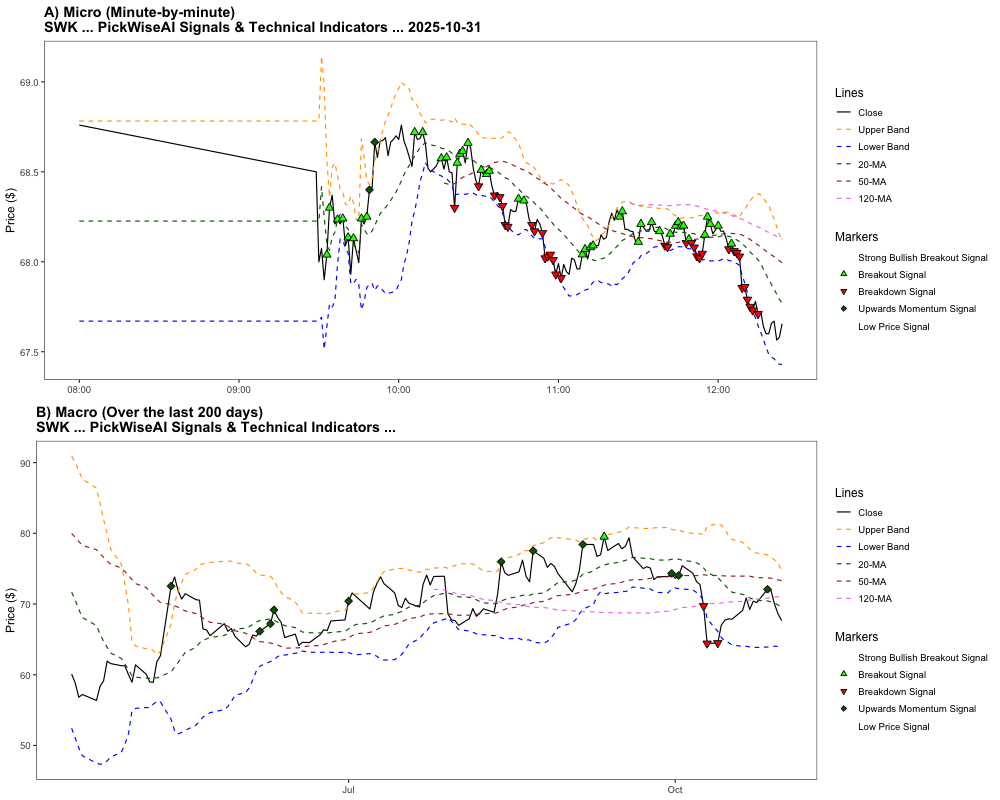 A) Micro (Minute-by-minute)
SWK ... PickWiseAI Signals & Technical Indicators ... 2025-10-31
Price ($)
69.0
68.5
68.0
67.5
08:00
09:00
10:00
11:00
12:00
Lines
Close
Upper Band
Lower Band
20-MA
50-MA
120-MA
Markers
Strong Bullish Breakout Signal
Breakout Signal
Breakdown Signal
Upwards Momentum Signal
Low Price Signal
B) Macro (Over the last 200 days)
SWK ... PickWiseAI Signals & Technical Indicators ...
Price ($)
90
80
70
60
50
Jul
Oct
Lines
Close
Upper Band
Lower Band
20-MA
50-MA
120-MA
Markers
Strong Bullish Breakout Signal
Breakout Signal
Breakdown Signal
Upwards Momentum Signal
Low Price Signal